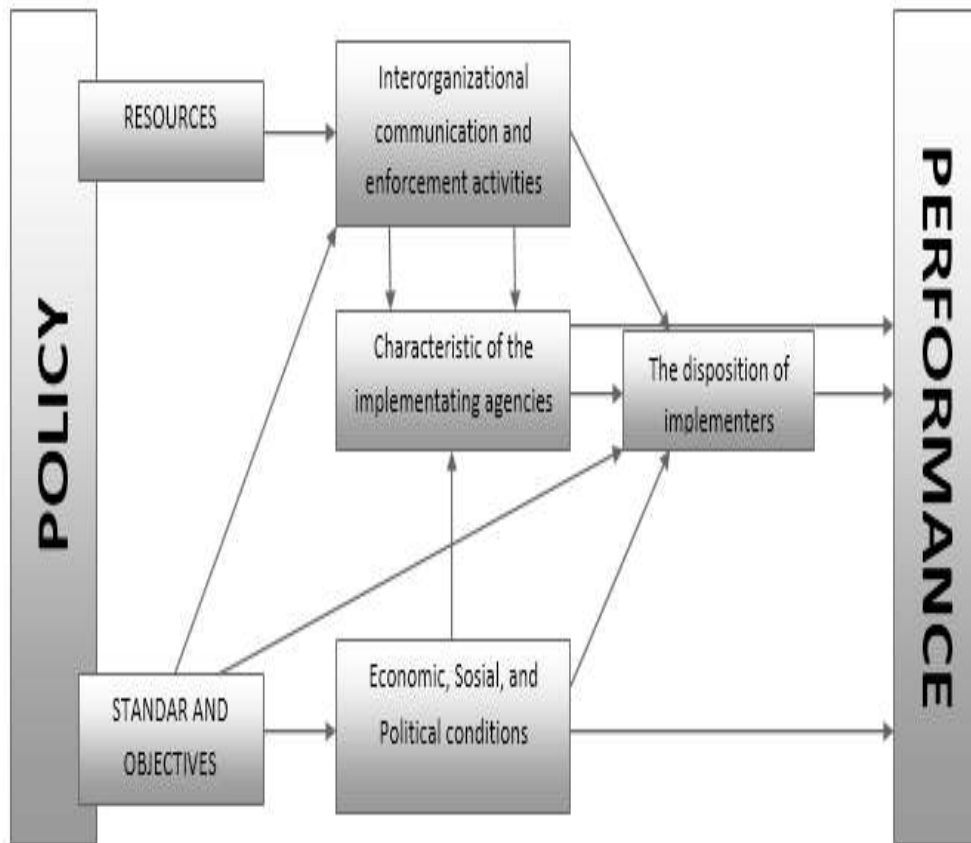 POLICY
RESOURCES
Interorganizational
communication and
enforcement activities
Characteristic of the
implementating agencies
The disposition of
implementers
STANDAR AND
OBJECTIVES
Economic, Sosial, and
Political conditions
PERFORMANCE